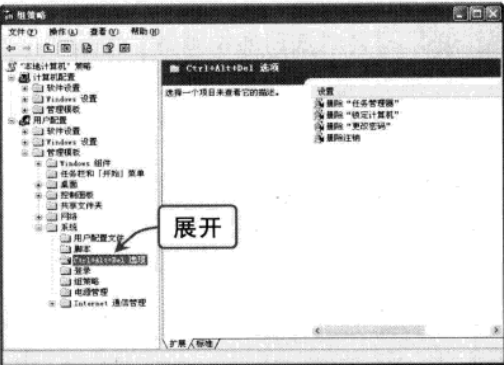 组策略
文件(F) 操作(A) 查看(V) 帮助(H)
“本地计算机” 策略
计算机配置
软件设置
Windows 设置
管理模板
用户配置
软件设置
Windows 设置
管理模板
Windows 组件
任务栏和「开始」菜单
桌面
控制面板
共享文件夹
网络
系统
用户配置文件
脚本
Ctrl+Alt+Del 选项
登录
组策略
电源管理
Internet 通信管理
展开
Ctrl+Alt+Del 选项
选择一个项目来查看它的描述。
设置
删除“任务管理器”
删除“锁定计算机”
删除“更改密码”
删除注销
扩展 标准